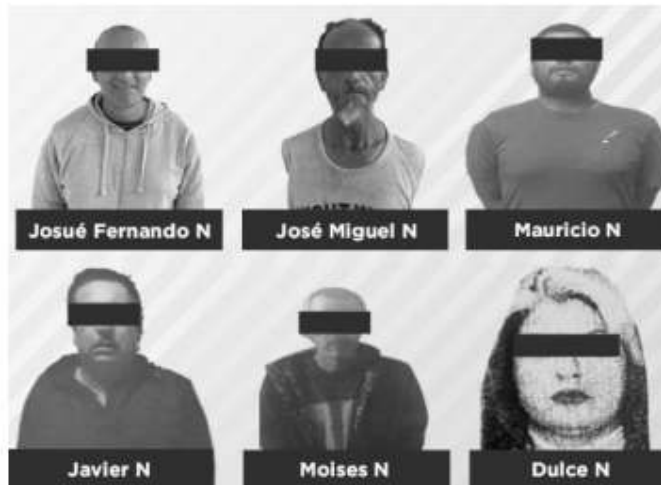 Josué Fernando N
José Miguel N
Mauricio N
Javier N
Moises N
Dulce N